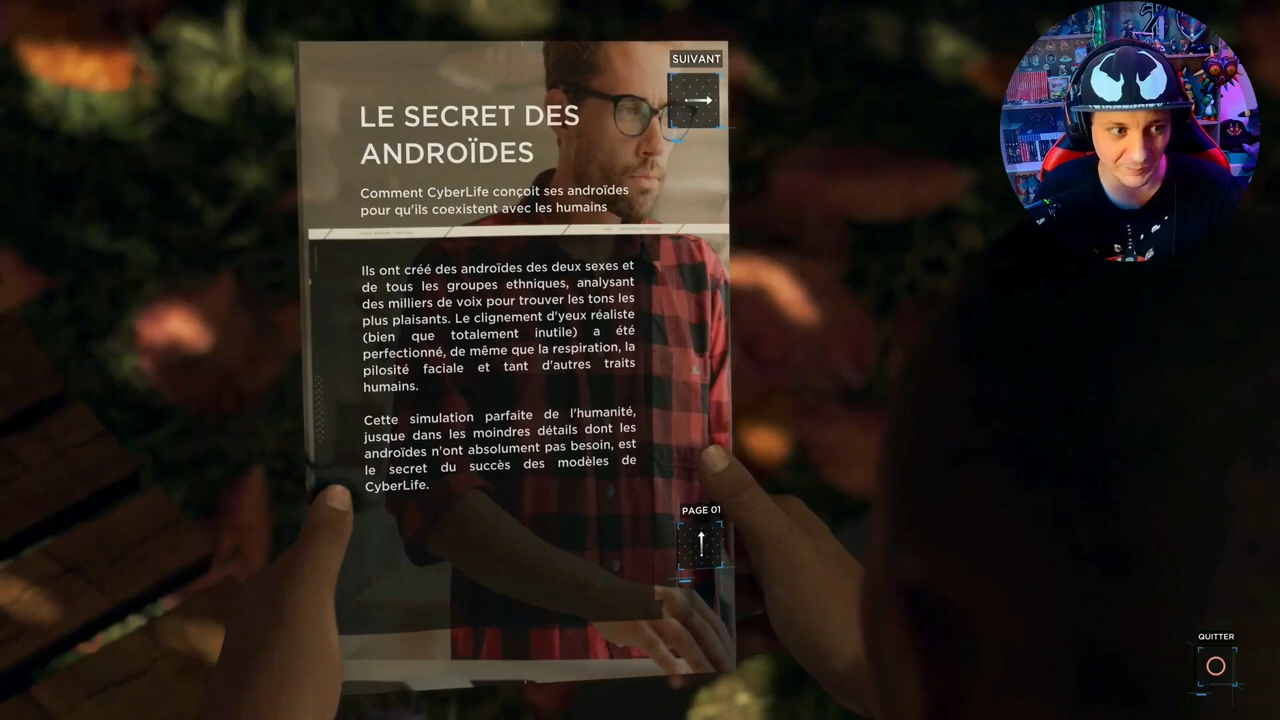 SUIVANT
LE SECRET DES
ANDROÏDES
Comment CyberLife conçoit ses androïdes
pour qu'ils coexistent avec les humains
Ils ont créé des androïdes des deux sexes et
de tous les groupes ethniques, analysant
des milliers de voix pour trouver les tons les
plus plaisants. Le clignement d'yeux réaliste
(bien que totalement inutile) a été
perfectionné, de même que la respiration, la
pilosité faciale et tant d'autres traits
humains.
Cette simulation parfaite de l'humanité,
jusque dans les moindres détails dont les
androïdes n'ont absolument pas besoin, est
le secret du succès des modèles de
CyberLife.
PAGE 01
QUITTER